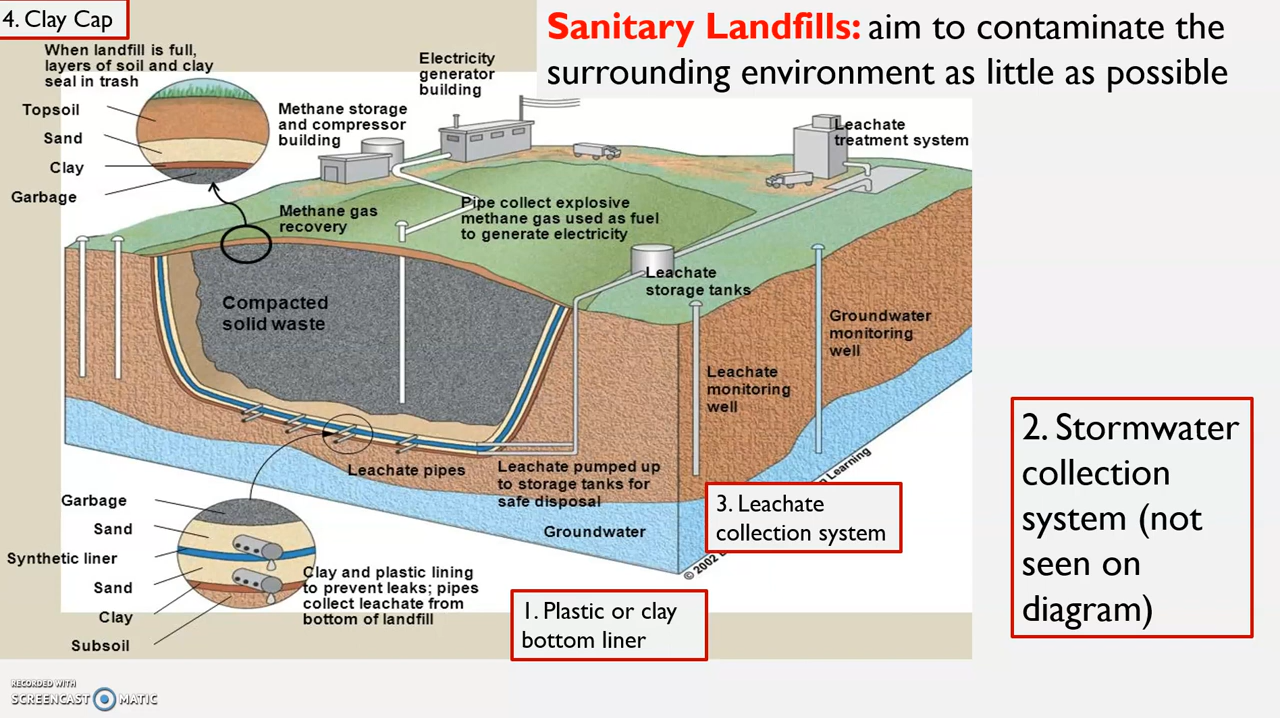 4. Clay Cap
Sanitary Landfills: aim to contaminate the
surrounding environment as little as possible
When landfill is full,
layers of soil and clay
seal in trash
Topsoil
Sand
Clay
Garbage
Methane storage
and compressor
building
Electricity
generator
building
Leachate
treatment system
Methane gas
recovery
Pipe collect explosive
methane gas used as fuel
to generate electricity
Leachate
storage tanks
Compacted
solid waste
Groundwater
monitoring
well
Leachate
monitoring
well
2. Stormwater
collection
system (not
seen on
diagram)
Leachate pipes
Leachate pumped up
to storage tanks for
safe disposal
Groundwater
3. Leachate
collection system
© 2002
Learning
Garbage
Sand
Synthetic liner
Sand
Clay
Subsoil
Clay and plastic lining
to prevent leaks; pipes
collect leachate from
bottom of landfill
1. Plastic or clay
bottom liner
RECORDED WITH
SCREENCAST MATIC